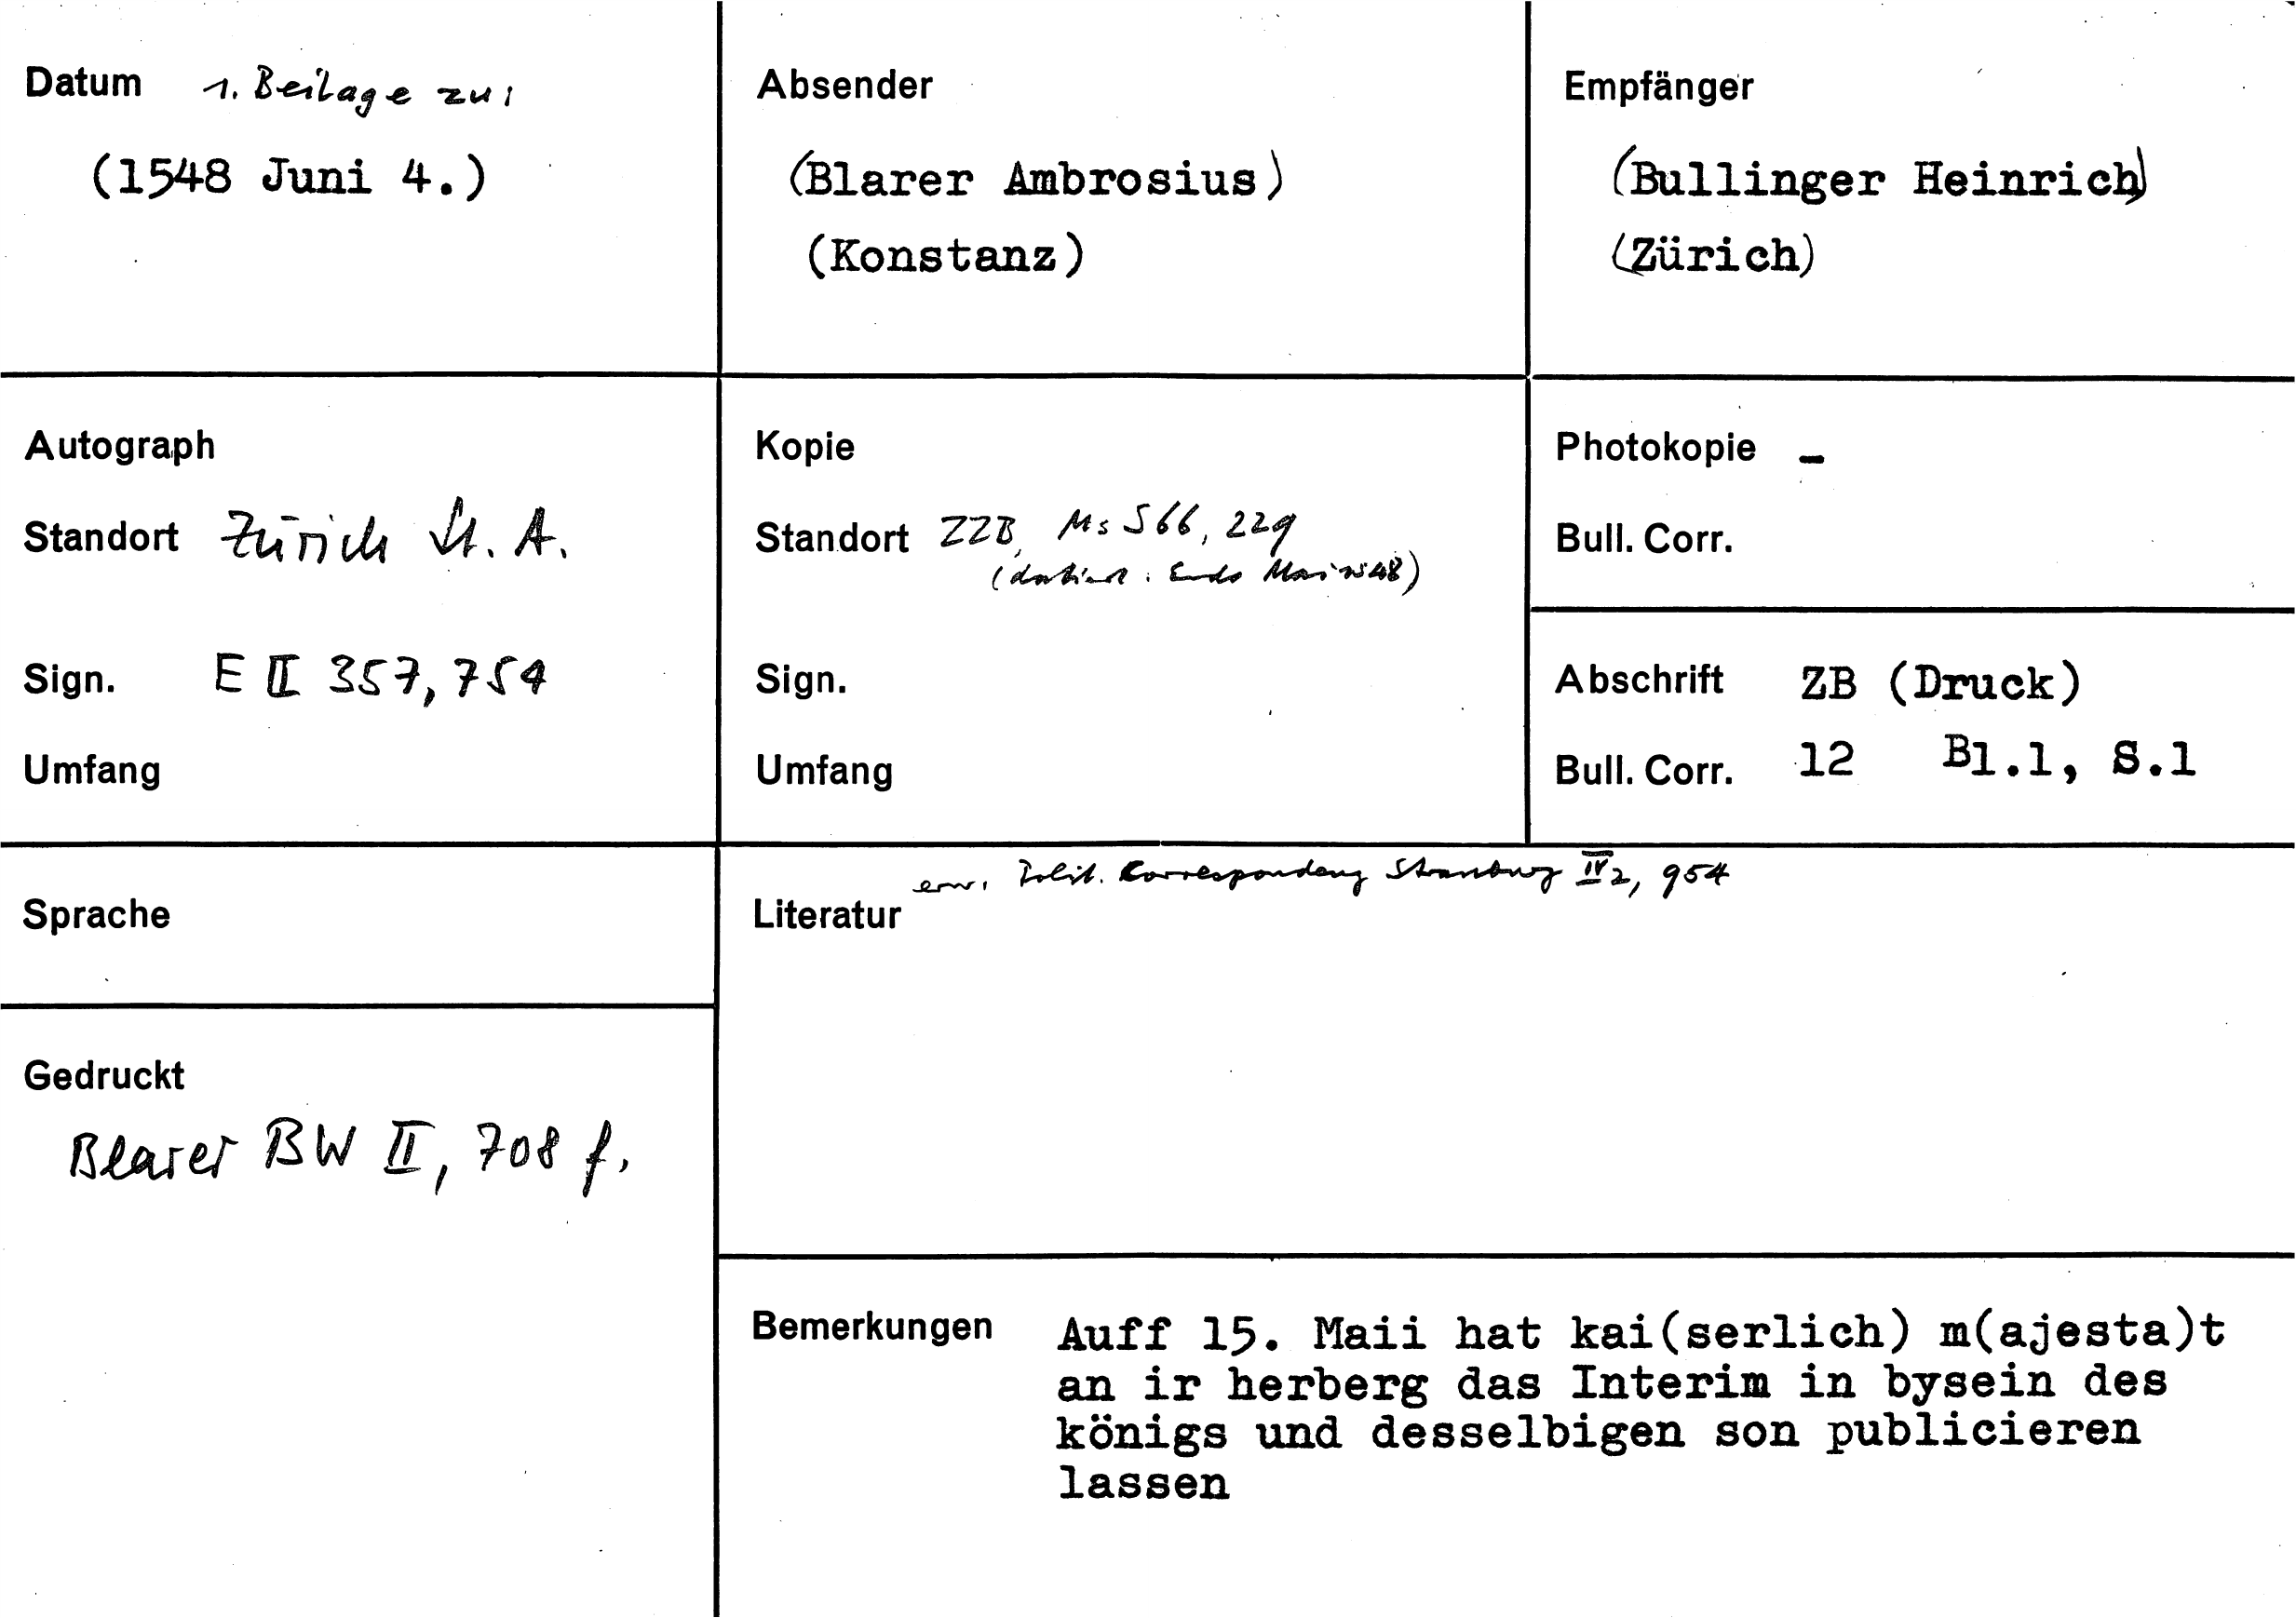 Datum 1. Beilage zu:
(1548 Juni 4.)
Absender
(Blarer Ambrosius)
(Konstanz)
Empfänger
(Bullinger Heinrich)
(Zürich)
Autograph
Standort Zürich St. A.
Sign. E II 357, 754
Umfang
Kopie
Standort ZZB, Ms S 66, 229
(datiert: Ende Mai 1548)
Sign.
Umfang
Photokopie –
Bull. Corr.
Abschrift ZB (Druck)
Bull. Corr. 12 Bl.1, S.1
Sprache
Gedruckt
Blarer BW II, 708 f.
erw. Polit. Correspondenz Strassburg IV 2, 954
Literatur
Bemerkungen Auff 15. Maii hat kai(serlich) m(ajesta)t
an ir herberg das Interim in bysein des
königs und desselbigen son publicieren
lassen